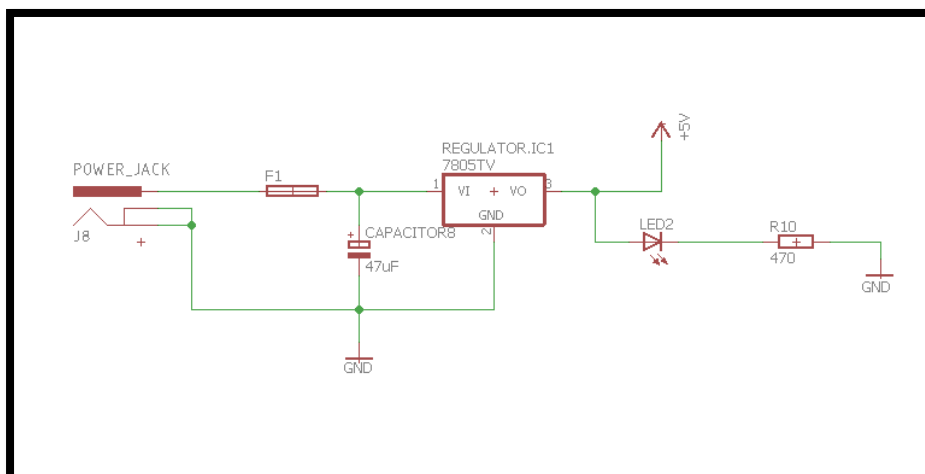 POWER_JACK
J8
F1
CAPACITOR8
47uF
GND
REGULATOR.IC1
7805TV
1
VI
VO
3
GND
2
+5V
LED2
R10
470
GND